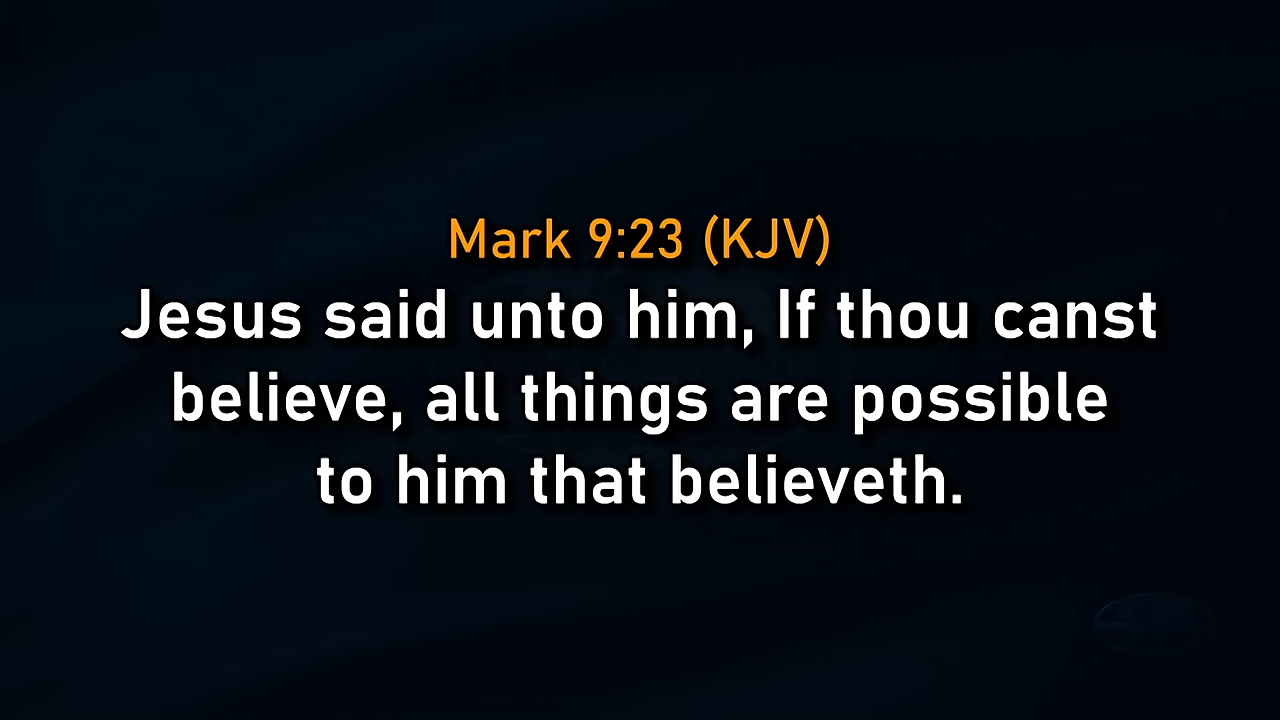 Mark 9:23 (KJV)
Jesus said unto him, If thou canst
believe, all things are possible
to him that believeth.